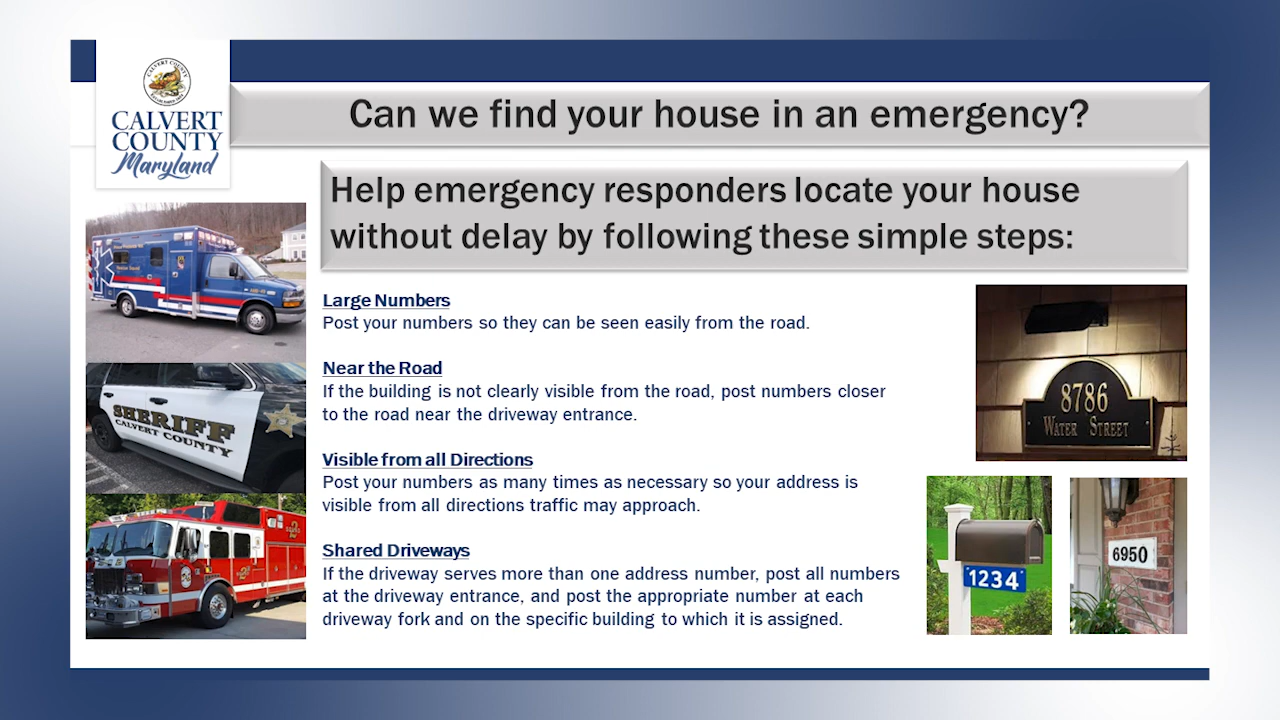 CALVERT COUNTY
CALVERT
COUNTY
Maryland
Can we find your house in an emergency?
Help emergency responders locate your house
without delay by following these simple steps:
Large Numbers
Post your numbers so they can be seen easily from the road.
Near the Road
If the building is not clearly visible from the road, post numbers closer
to the road near the driveway entrance.
Visible from all Directions
Post your numbers as many times as necessary so your address is
visible from all directions traffic may approach.
Shared Driveways
If the driveway serves more than one address number, post all numbers
at the driveway entrance, and post the appropriate number at each
driveway fork and on the specific building to which it is assigned.
SHERIFF
CALVERT COUNTY
8786
WATER STREET
1234
6950